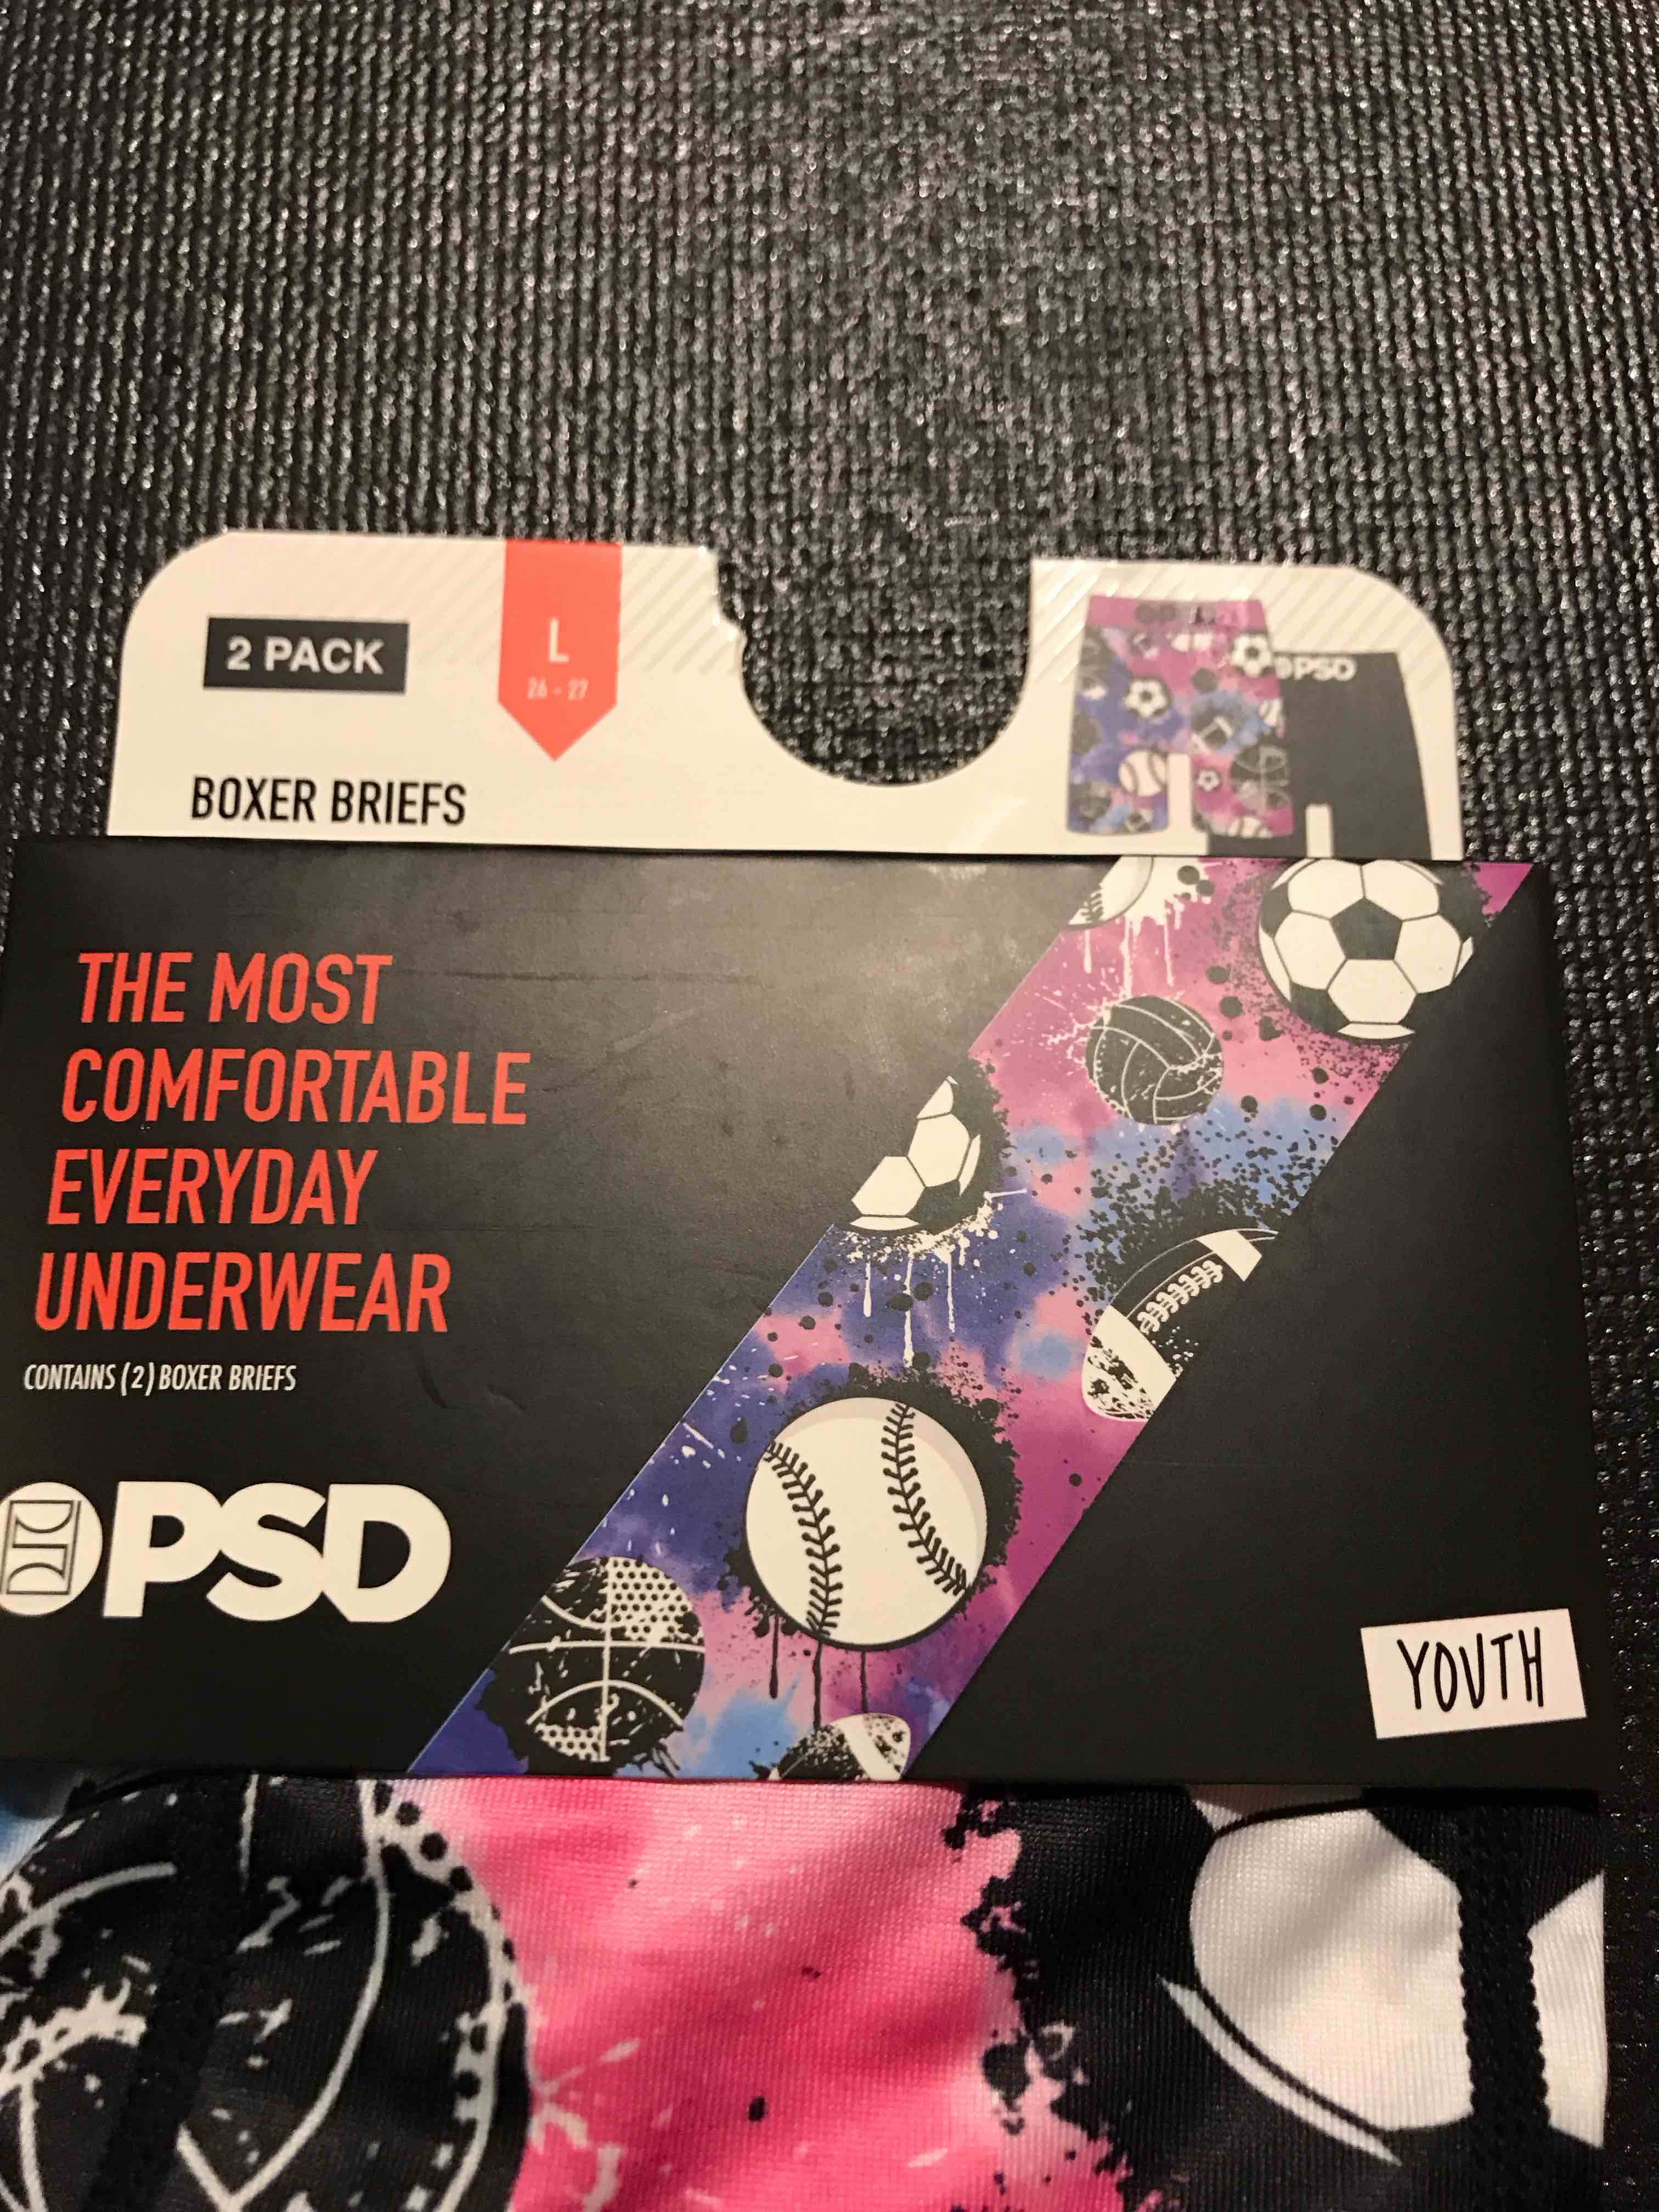 2 PACK
L
26 - 27
PSD
BOXER BRIEFS
THE MOST
COMFORTABLE
EVERYDAY
UNDERWEAR
CONTAINS (2) BOXER BRIEFS
PSD
YOUTH